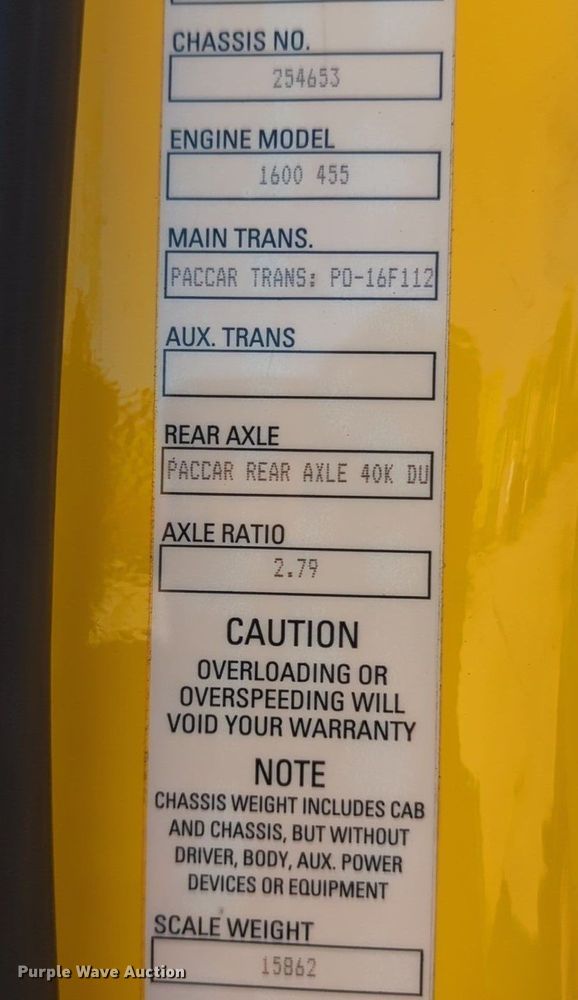 CHASSIS NO.
254653
ENGINE MODEL
1600 455
MAIN TRANS.
PACCAR TRANS: PO-16F112
AUX. TRANS
REAR AXLE
PACCAR REAR AXLE 40K DU
AXLE RATIO
2.79
CAUTION
OVERLOADING OR
OVERSPEEDING WILL
VOID YOUR WARRANTY
NOTE
CHASSIS WEIGHT INCLUDES CAB
AND CHASSIS, BUT WITHOUT
DRIVER, BODY, AUX. POWER
DEVICES OR EQUIPMENT
SCALE WEIGHT
15862
Purple Wave Auction